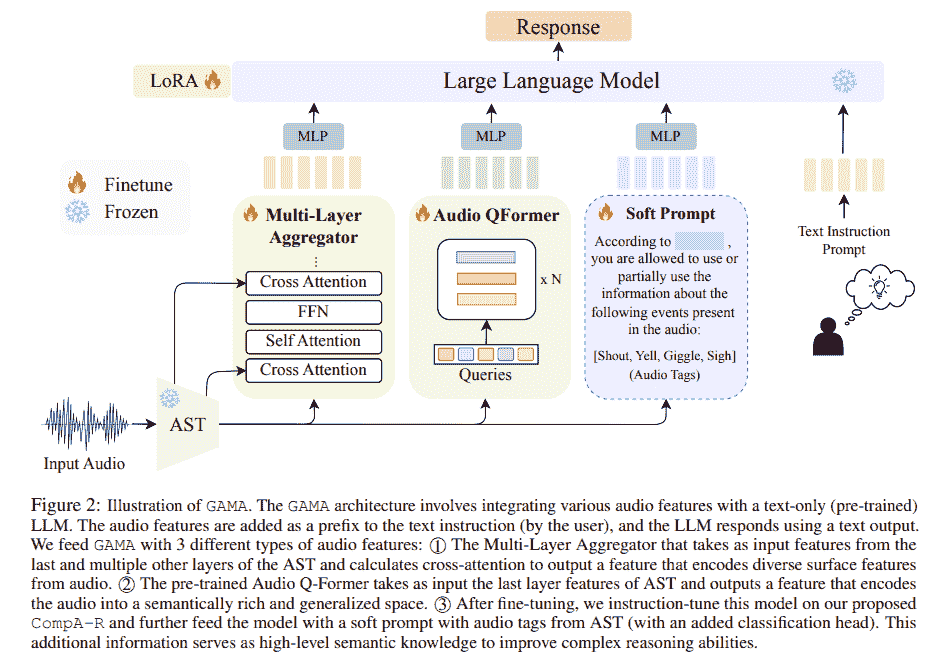 Response
LoRA
Large Language Model
MLP
MLP
MLP
Finetune
Frozen
Multi-Layer
Aggregator
⋮
Cross Attention
FFN
Self Attention
Cross Attention
Audio QFormer
x N
Queries
Soft Prompt
According to ,
you are allowed to use or
partially use the
information about the
following events present
in the audio:
[Shout, Yell, Giggle, Sigh]
(Audio Tags)
Text Instruction
Prompt
AST
Input Audio
Figure 2: Illustration of GAMA. The GAMA architecture involves integrating various audio features with a text-only (pre-trained)
LLM. The audio features are added as a prefix to the text instruction (by the user), and the LLM responds using a text output.
We feed GAMA with 3 different types of audio features: ① The Multi-Layer Aggregator that takes as input features from the
last and multiple other layers of the AST and calculates cross-attention to output a feature that encodes diverse surface features
from audio. ② The pre-trained Audio Q-Former takes as input the last layer features of AST and outputs a feature that encodes
the audio into a semantically rich and generalized space. ③ After fine-tuning, we instruction-tune this model on our proposed
CompA-R and further feed the model with a soft prompt with audio tags from AST (with an added classification head). This
additional information serves as high-level semantic knowledge to improve complex reasoning abilities.